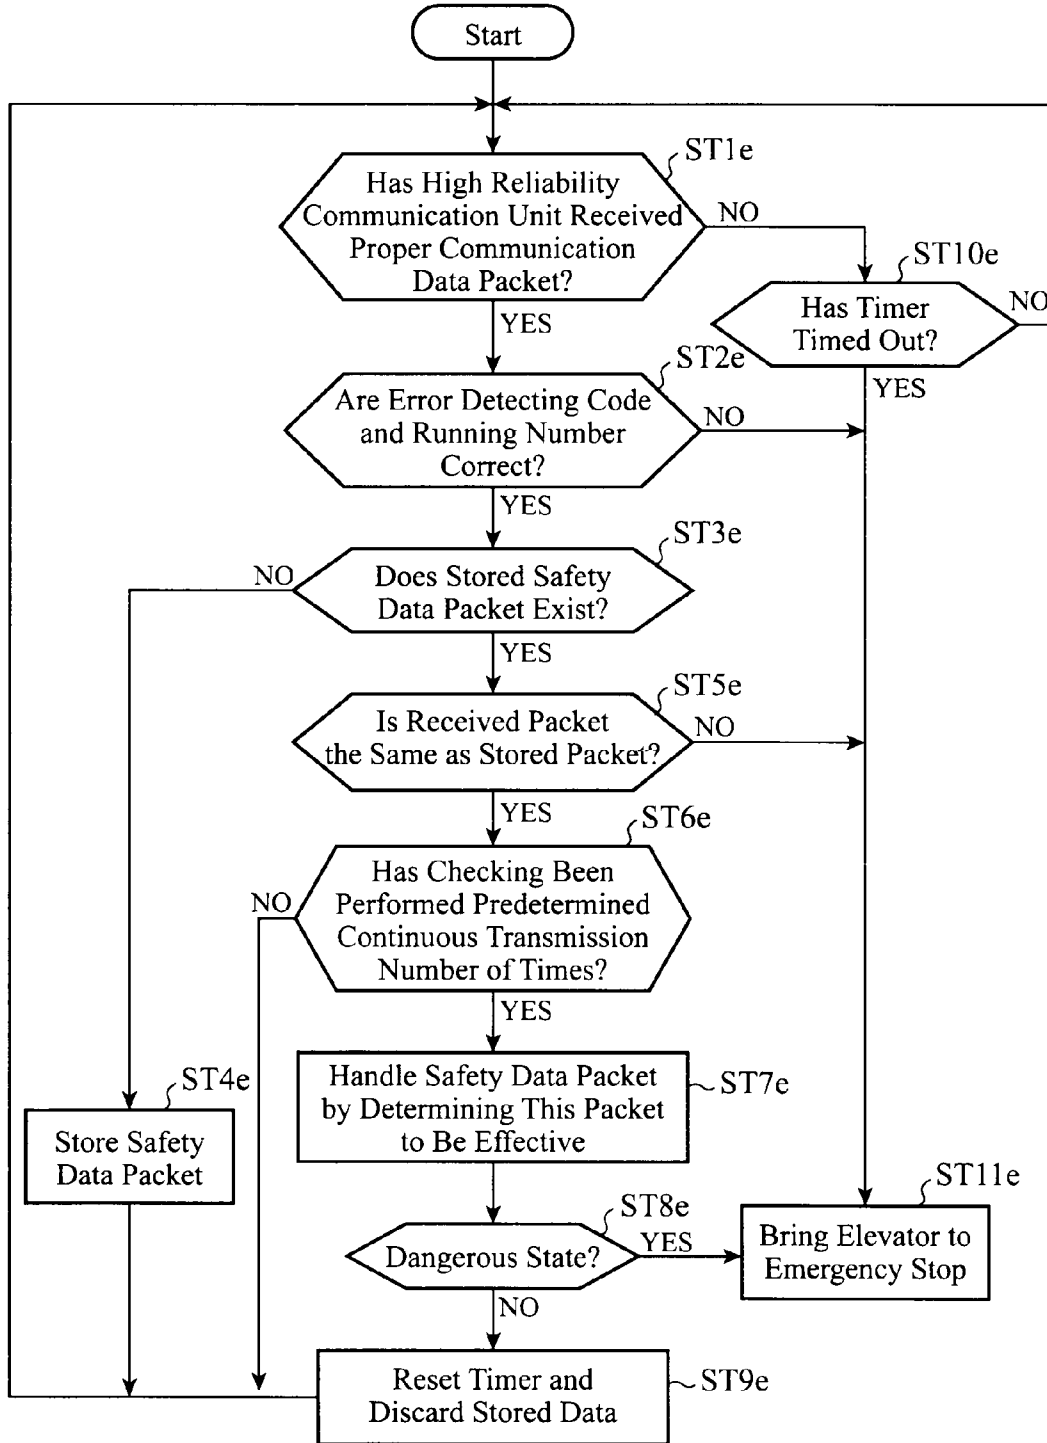 Start
ST1e
Has High Reliability
Communication Unit Received
Proper Communication
Data Packet?
NO
YES
ST10e
Has Timer
Timed Out?
NO
YES
ST2e
Are Error Detecting Code
and Running Number
Correct?
NO
YES
ST3e
Does Stored Safety
Data Packet Exist?
NO
YES
ST5e
Is Received Packet
the Same as Stored Packet?
NO
YES
ST6e
Has Checking Been
Performed Predetermined
Continuous Transmission
Number of Times?
NO
YES
ST7e
Handle Safety Data Packet
by Determining This Packet
to Be Effective
ST4e
Store Safety
Data Packet
ST8e
Dangerous State?
YES
NO
ST11e
Bring Elevator to
Emergency Stop
ST9e
Reset Timer and
Discard Stored Data